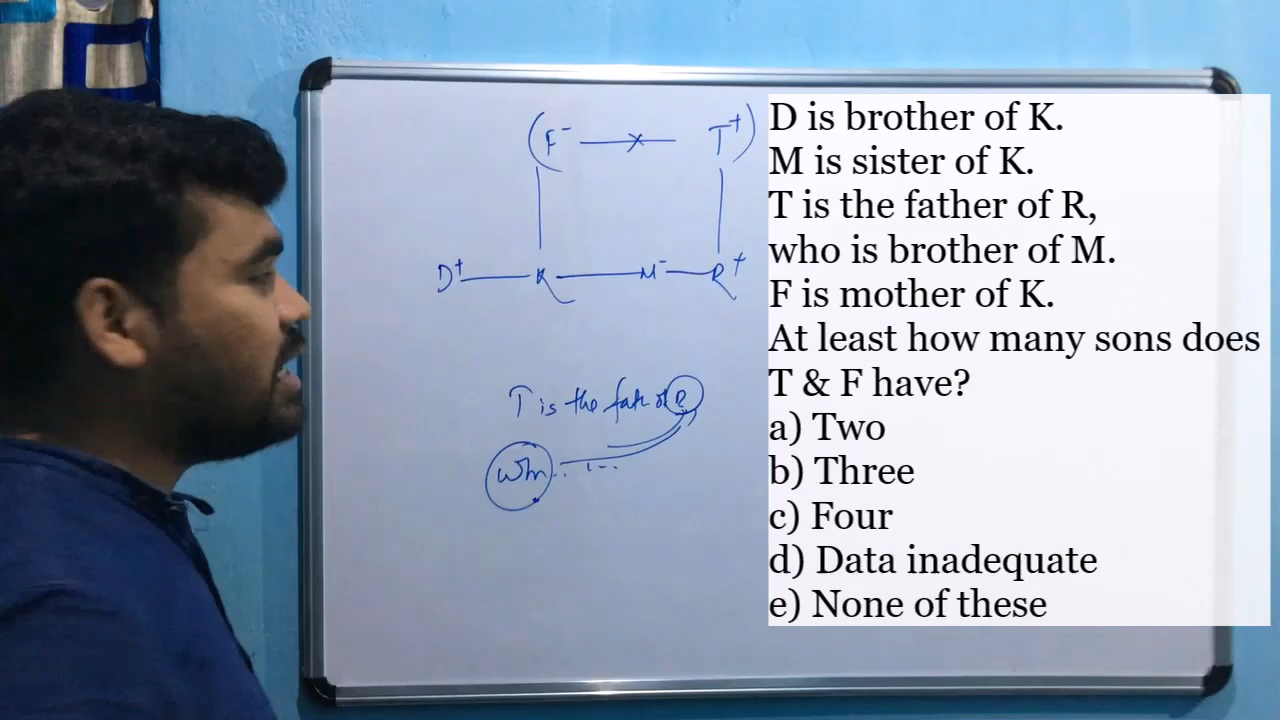 (F⁻ —×— T⁺)
D⁺ — K — M⁻ — R⁺
T is the fath of R
Wh.. ...
D is brother of K.
M is sister of K.
T is the father of R,
who is brother of M.
F is mother of K.
At least how many sons does
T & F have?
a) Two
b) Three
c) Four
d) Data inadequate
e) None of these